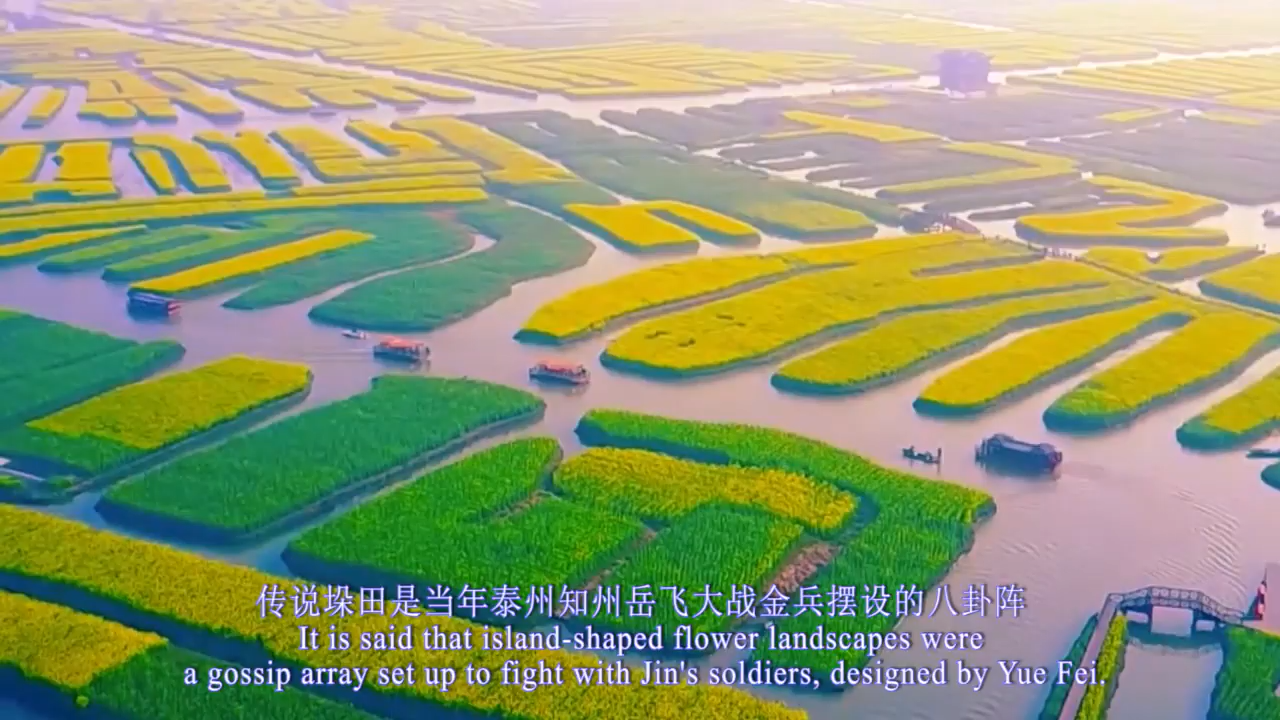 传说垛田是当年泰州知州岳飞大战金兵摆设的八卦阵
It is said that island-shaped flower landscapes were
a gossip array set up to fight with Jin's soldiers, designed by Yue Fei.